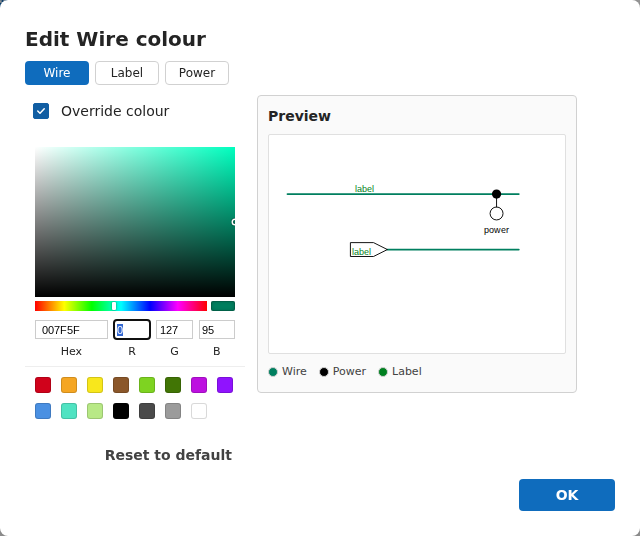 Edit Wire colour
Wire
Label
Power
Override colour
Preview
label
power
label
007F5F
0
127
95
Hex
R
G
B
Wire
Power
Label
Reset to default
OK